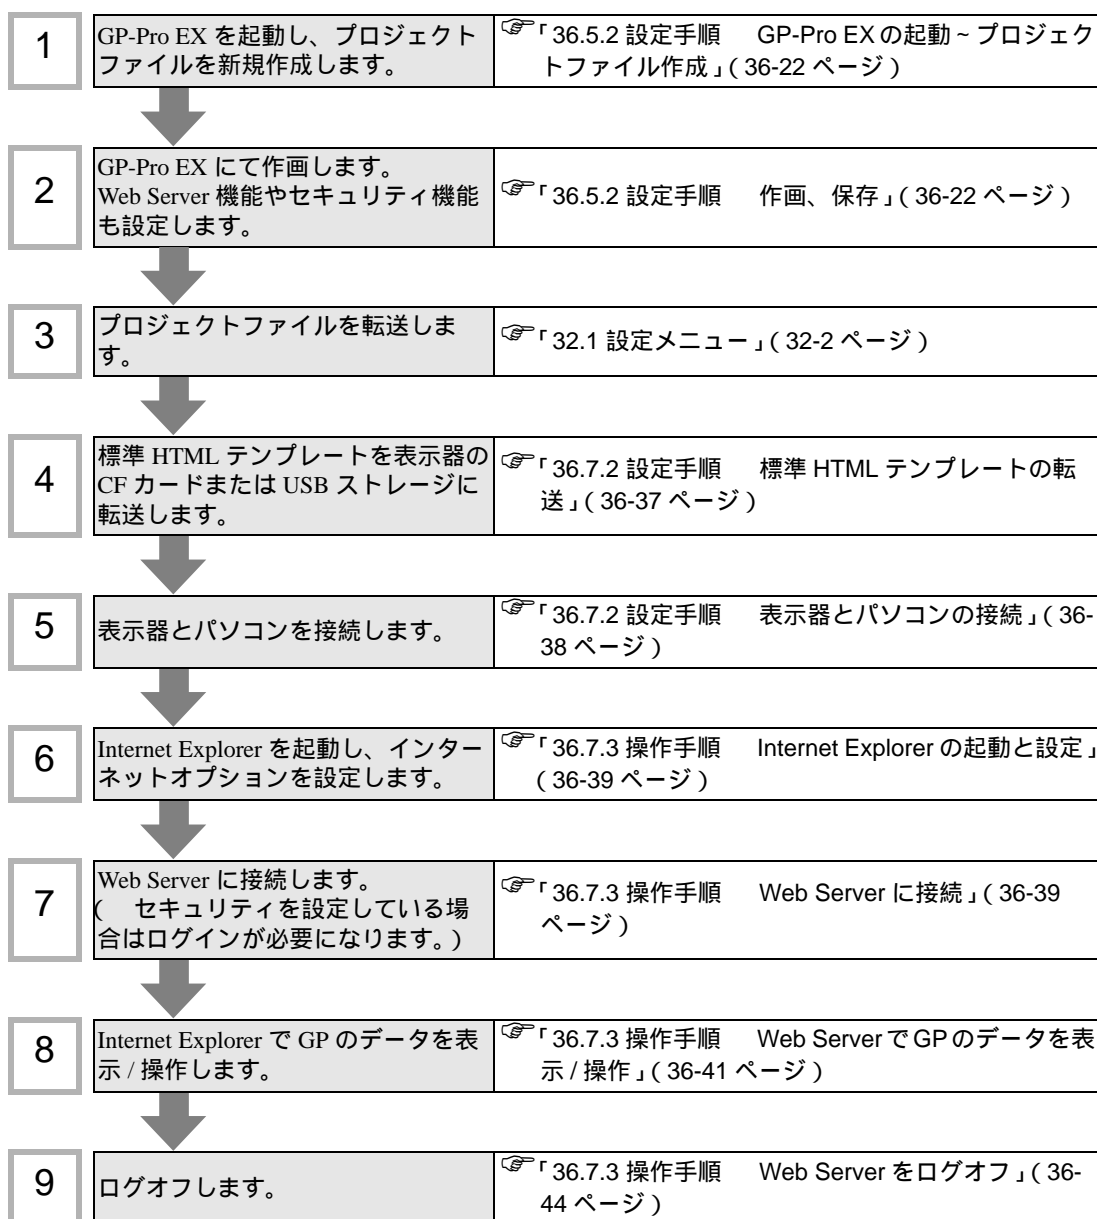 1
GP-Pro EX を起動し、プロジェクト
ファイルを新規作成します。
「36.5.2 設定手順 GP-Pro EX の起動 ~ プロジェク
トファイル作成」( 36-22 ページ )
2
GP-Pro EX にて作画します。
Web Server 機能やセキュリティ機能
も設定します。
「36.5.2 設定手順 作画、保存」( 36-22 ページ )
3
プロジェクトファイルを転送しま
す。
「32.1 設定メニュー」( 32-2 ページ )
4
標準 HTML テンプレートを表示器の
CF カードまたは USB ストレージに
転送します。
「36.7.2 設定手順 標準 HTML テンプレートの転
送」( 36-37 ページ )
5
表示器とパソコンを接続します。
「36.7.2 設定手順 表示器とパソコンの接続」( 36-
38 ページ )
6
Internet Explorer を起動し、インター
ネットオプションを設定します。
「36.7.3 操作手順 Internet Explorer の起動と設定」
( 36-39 ページ )
7
Web Server に接続します。
( セキュリティを設定している場
合はログインが必要になります。)
「36.7.3 操作手順 Web Server に接続」( 36-39
ページ )
8
Internet Explorer で GP のデータを表
示 / 操作します。
「36.7.3 操作手順 Web Server で GP のデータを表
示 / 操作」( 36-41 ページ )
9
ログオフします。
「36.7.3 操作手順 Web Server をログオフ」( 36-
44 ページ )